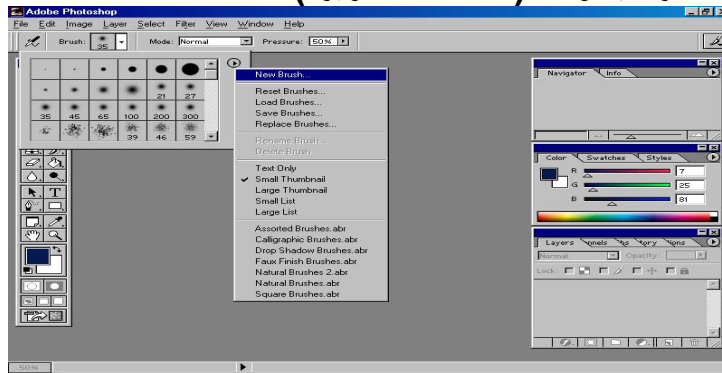 Adobe Photoshop
File Edit Image Layer Select Filter View Window Help
Brush: 35 Mode: Normal Pressure: 50%
21 27
35 45 65 100 200 300
39 46 59
New Brush...
Reset Brushes...
Load Brushes...
Save Brushes...
Replace Brushes...
Rename Brush...
Delete Brush
Text Only
Small Thumbnail
Large Thumbnail
Small List
Large List
Assorted Brushes.abr
Calligraphic Brushes.abr
Drop Shadow Brushes.abr
Faux Finish Brushes.abr
Natural Brushes 2.abr
Natural Brushes.abr
Square Brushes.abr
Navigator Info
Color Swatches Styles
R 7
G 25
B 81
Layers
Normal Opacity:
Lock:
50%